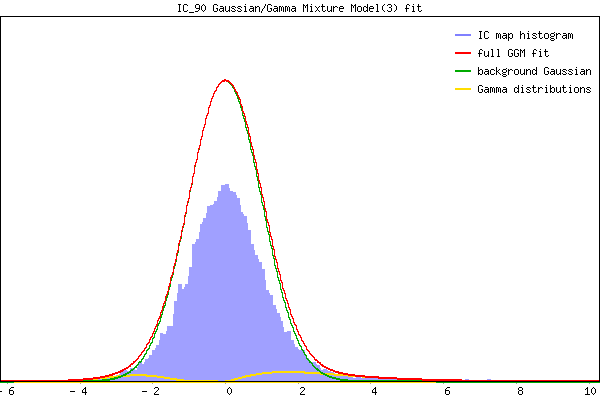 IC_90 Gaussian/Gamma Mixture Model(3) fit
IC map histogram
full GGM fit
background Gaussian
Gamma distributions
-6 -4 -2 0 2 4 6 8 10